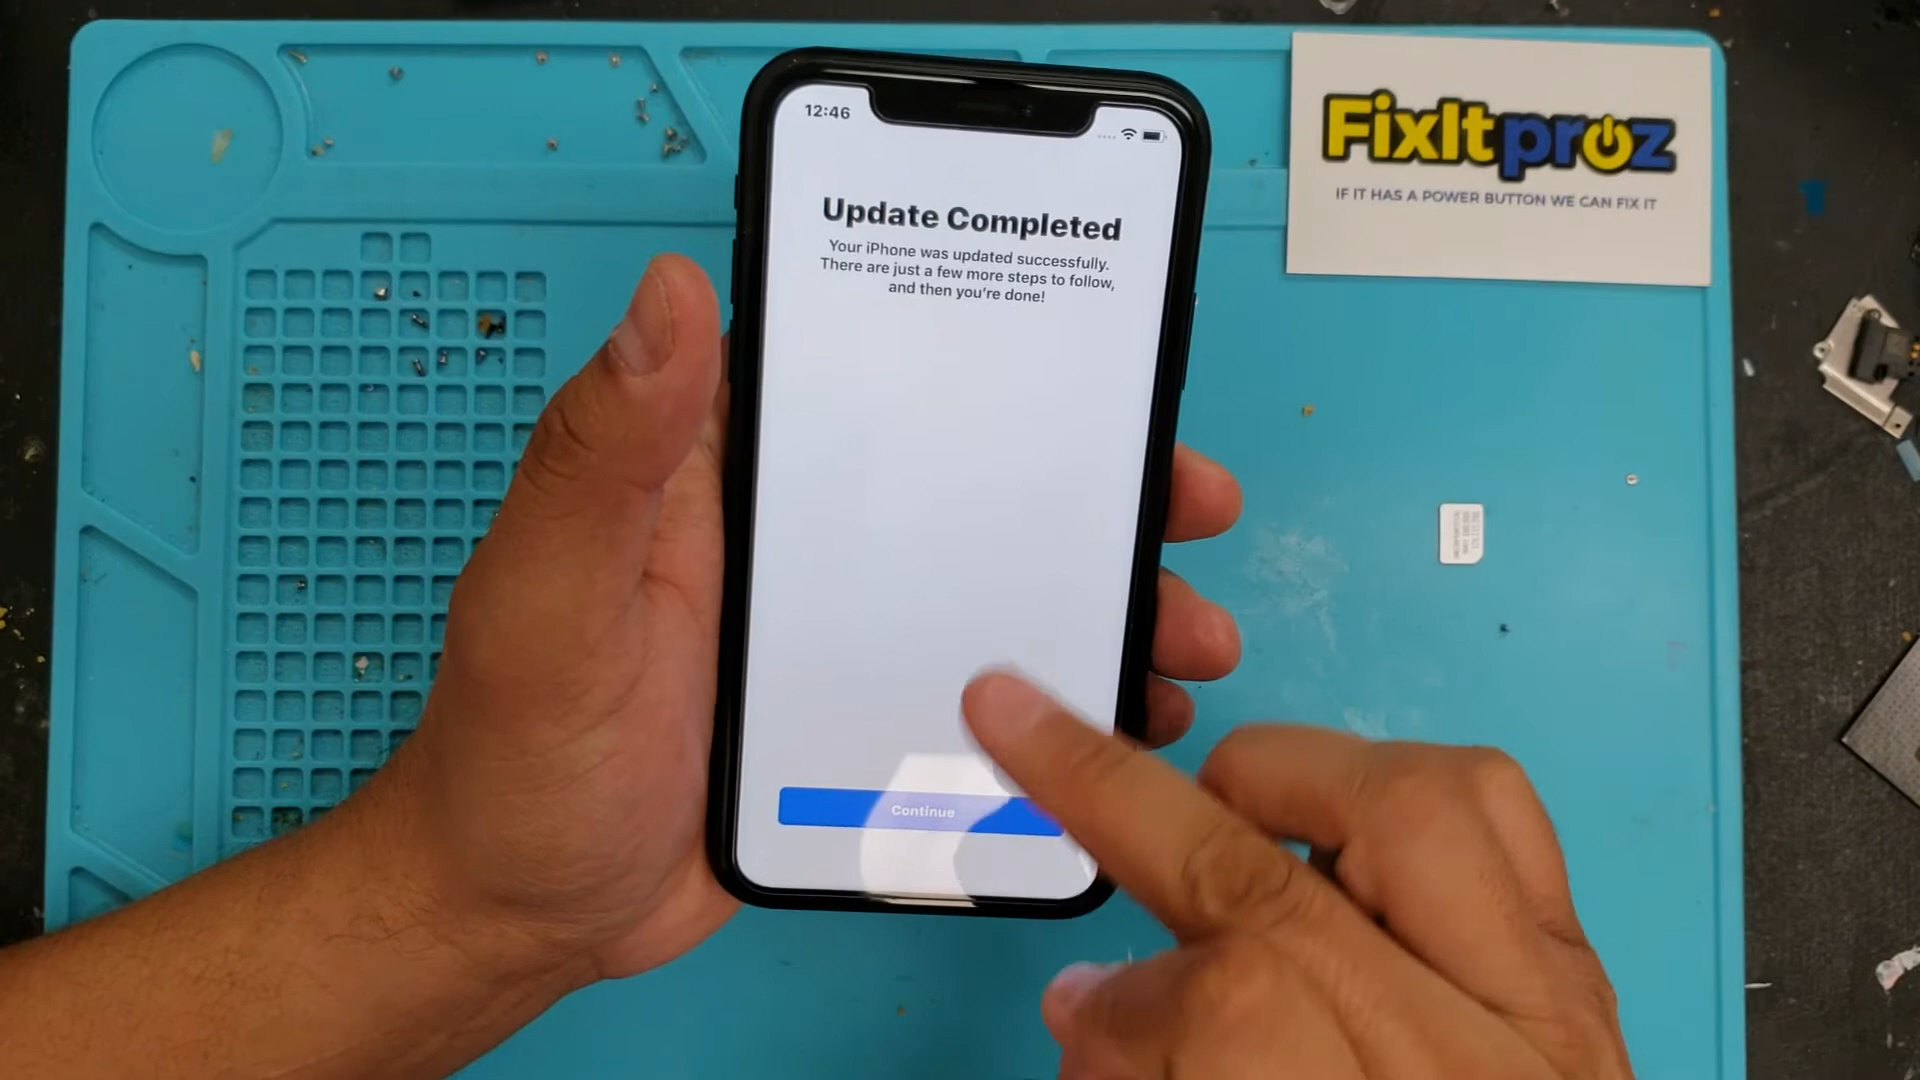 12:46
Update Completed
Your iPhone was updated successfully.
There are just a few more steps to follow,
and then you're done!
Continue
FixItproz
IF IT HAS A POWER BUTTON WE CAN FIX IT